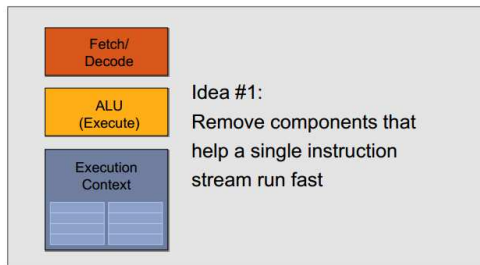 Fetch/
Decode
ALU
(Execute)
Execution
Context
Idea #1:
Remove components that
help a single instruction
stream run fast